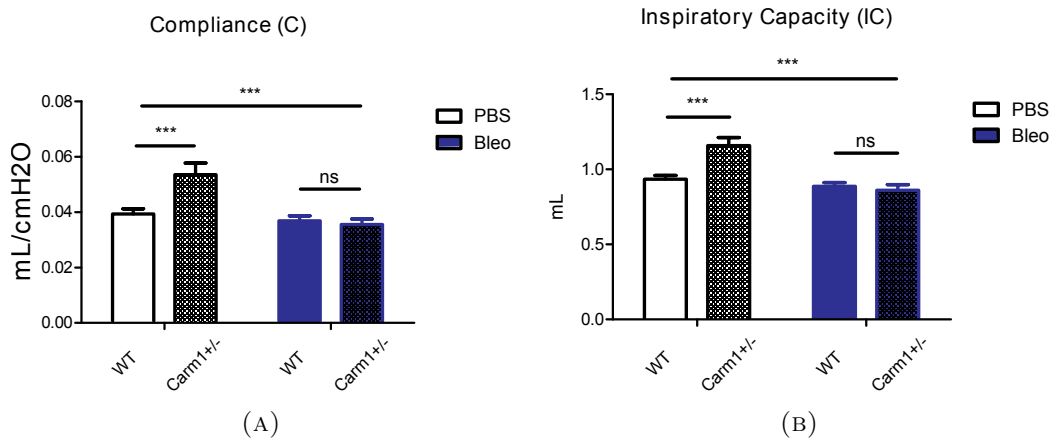 Compliance (C)
***
***
ns
PBS
Bleo
mL/cmH2O
0.08
0.06
0.04
0.02
0.00
WT
Carm1+/-
WT
Carm1+/-
(A)
Inspiratory Capacity (IC)
***
***
ns
PBS
Bleo
mL
1.5
1.0
0.5
0.0
WT
Carm1+/-
WT
Carm1+/-
(B)